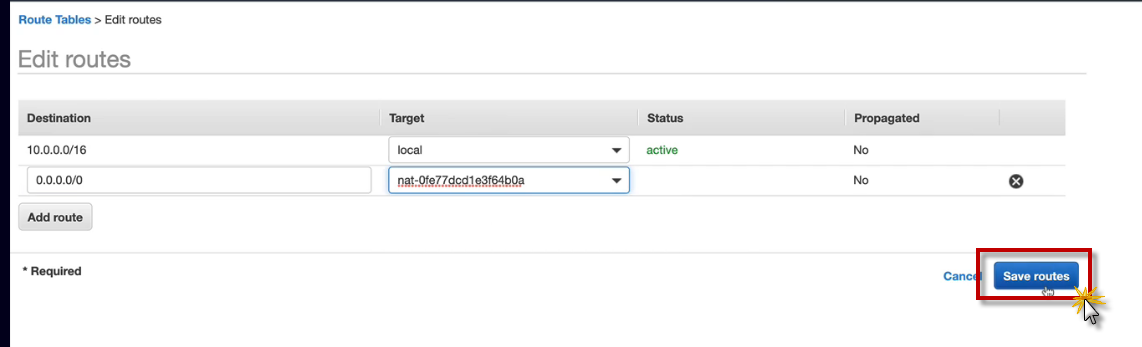 Route Tables > Edit routes
Edit routes
Destination Target Status Propagated
10.0.0.0/16 local active No
0.0.0.0/0 nat-0fe77dcd1e3f64b0a No
Add route
* Required
Cancel Save routes